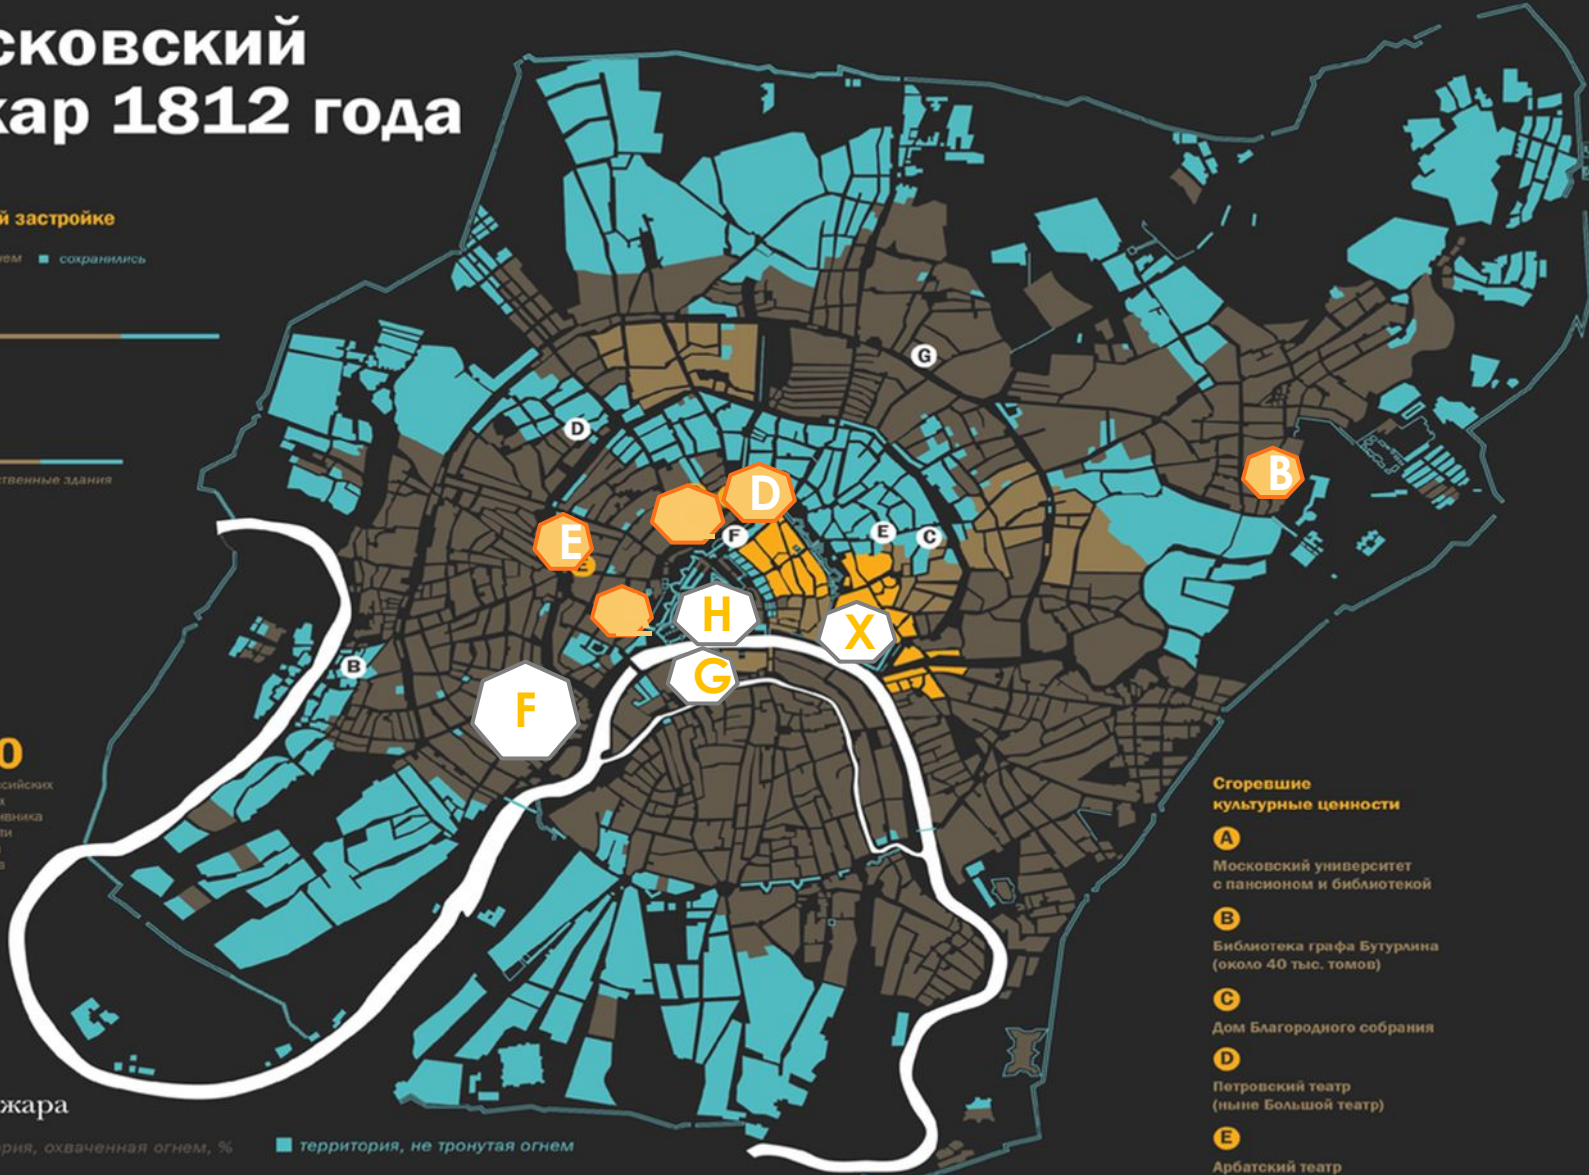 сковский
кар 1812 года
й застройке
нем
сохранились
ственные здания
G
D
D
B
E
F
E
C
E
H
X
B
G
F
0
ссийских
х
ивника
ти
в
Сгоревшие
культурные ценности
A
Московский университет
с пансионом и библиотекой
B
Библиотека графа Бутурлина
(около 40 тыс. томов)
C
Дом Благородного собрания
D
Петровский театр
(ныне Большой театр)
E
Арбатский театр
жара
рия, охваченная огнем, %
территория, не тронутая огнем